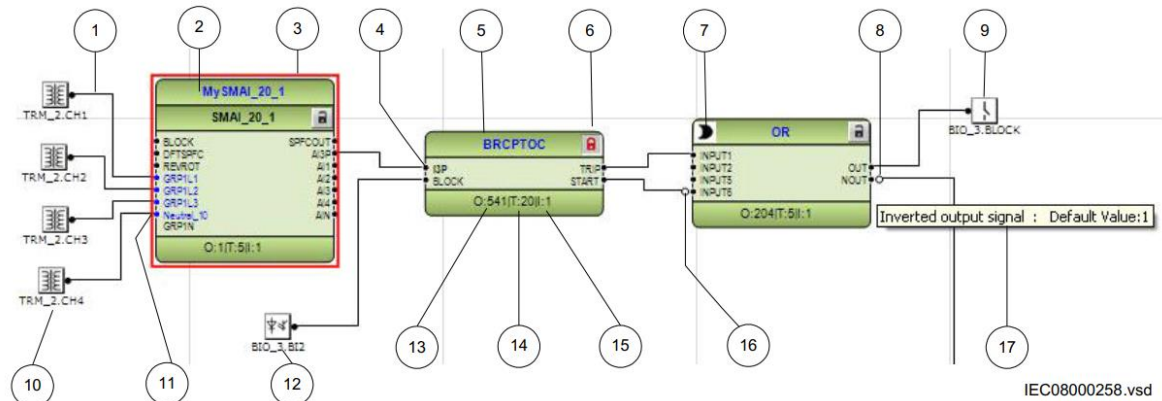 1 2 3 4 5 6 7 8 9
TRM_2.CH1
TRM_2.CH2
TRM_2.CH3
TRM_2.CH4
MySMAI_20_1
SMAI_20_1
BLOCK SPFCOUT
DFTSPFC AI3P
REVROT AI1
GRP1L1 AI2
GRP1L2 AI3
GRP1L3 AI4
Neutral_10 AIN
GRP1N
O:1|T:5|I:1
BRCPTOC
I3P TRIP
BLOCK START
O:541|T:20|I:1
OR
INPUT1
INPUT2 OUT
INPUT5 NOUT
INPUT6
O:204|T:5|I:1
BIO_3.BLOCK
Inverted output signal : Default Value:1
BIO_3.BI2
10 11 12 13 14 15 16 17
IEC08000258.vsd